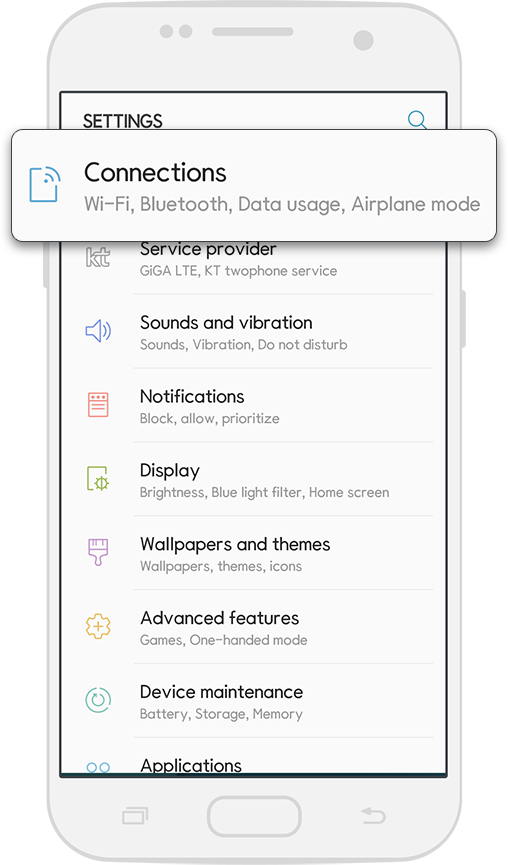 SETTINGS
Connections
Wi-Fi, Bluetooth, Data usage, Airplane mode
kt
Service provider
GiGA LTE, KT twophone service
Sounds and vibration
Sounds, Vibration, Do not disturb
Notifications
Block, allow, prioritize
Display
Brightness, Blue light filter, Home screen
Wallpapers and themes
Wallpapers, themes, icons
Advanced features
Games, One-handed mode
Device maintenance
Battery, Storage, Memory
Applications